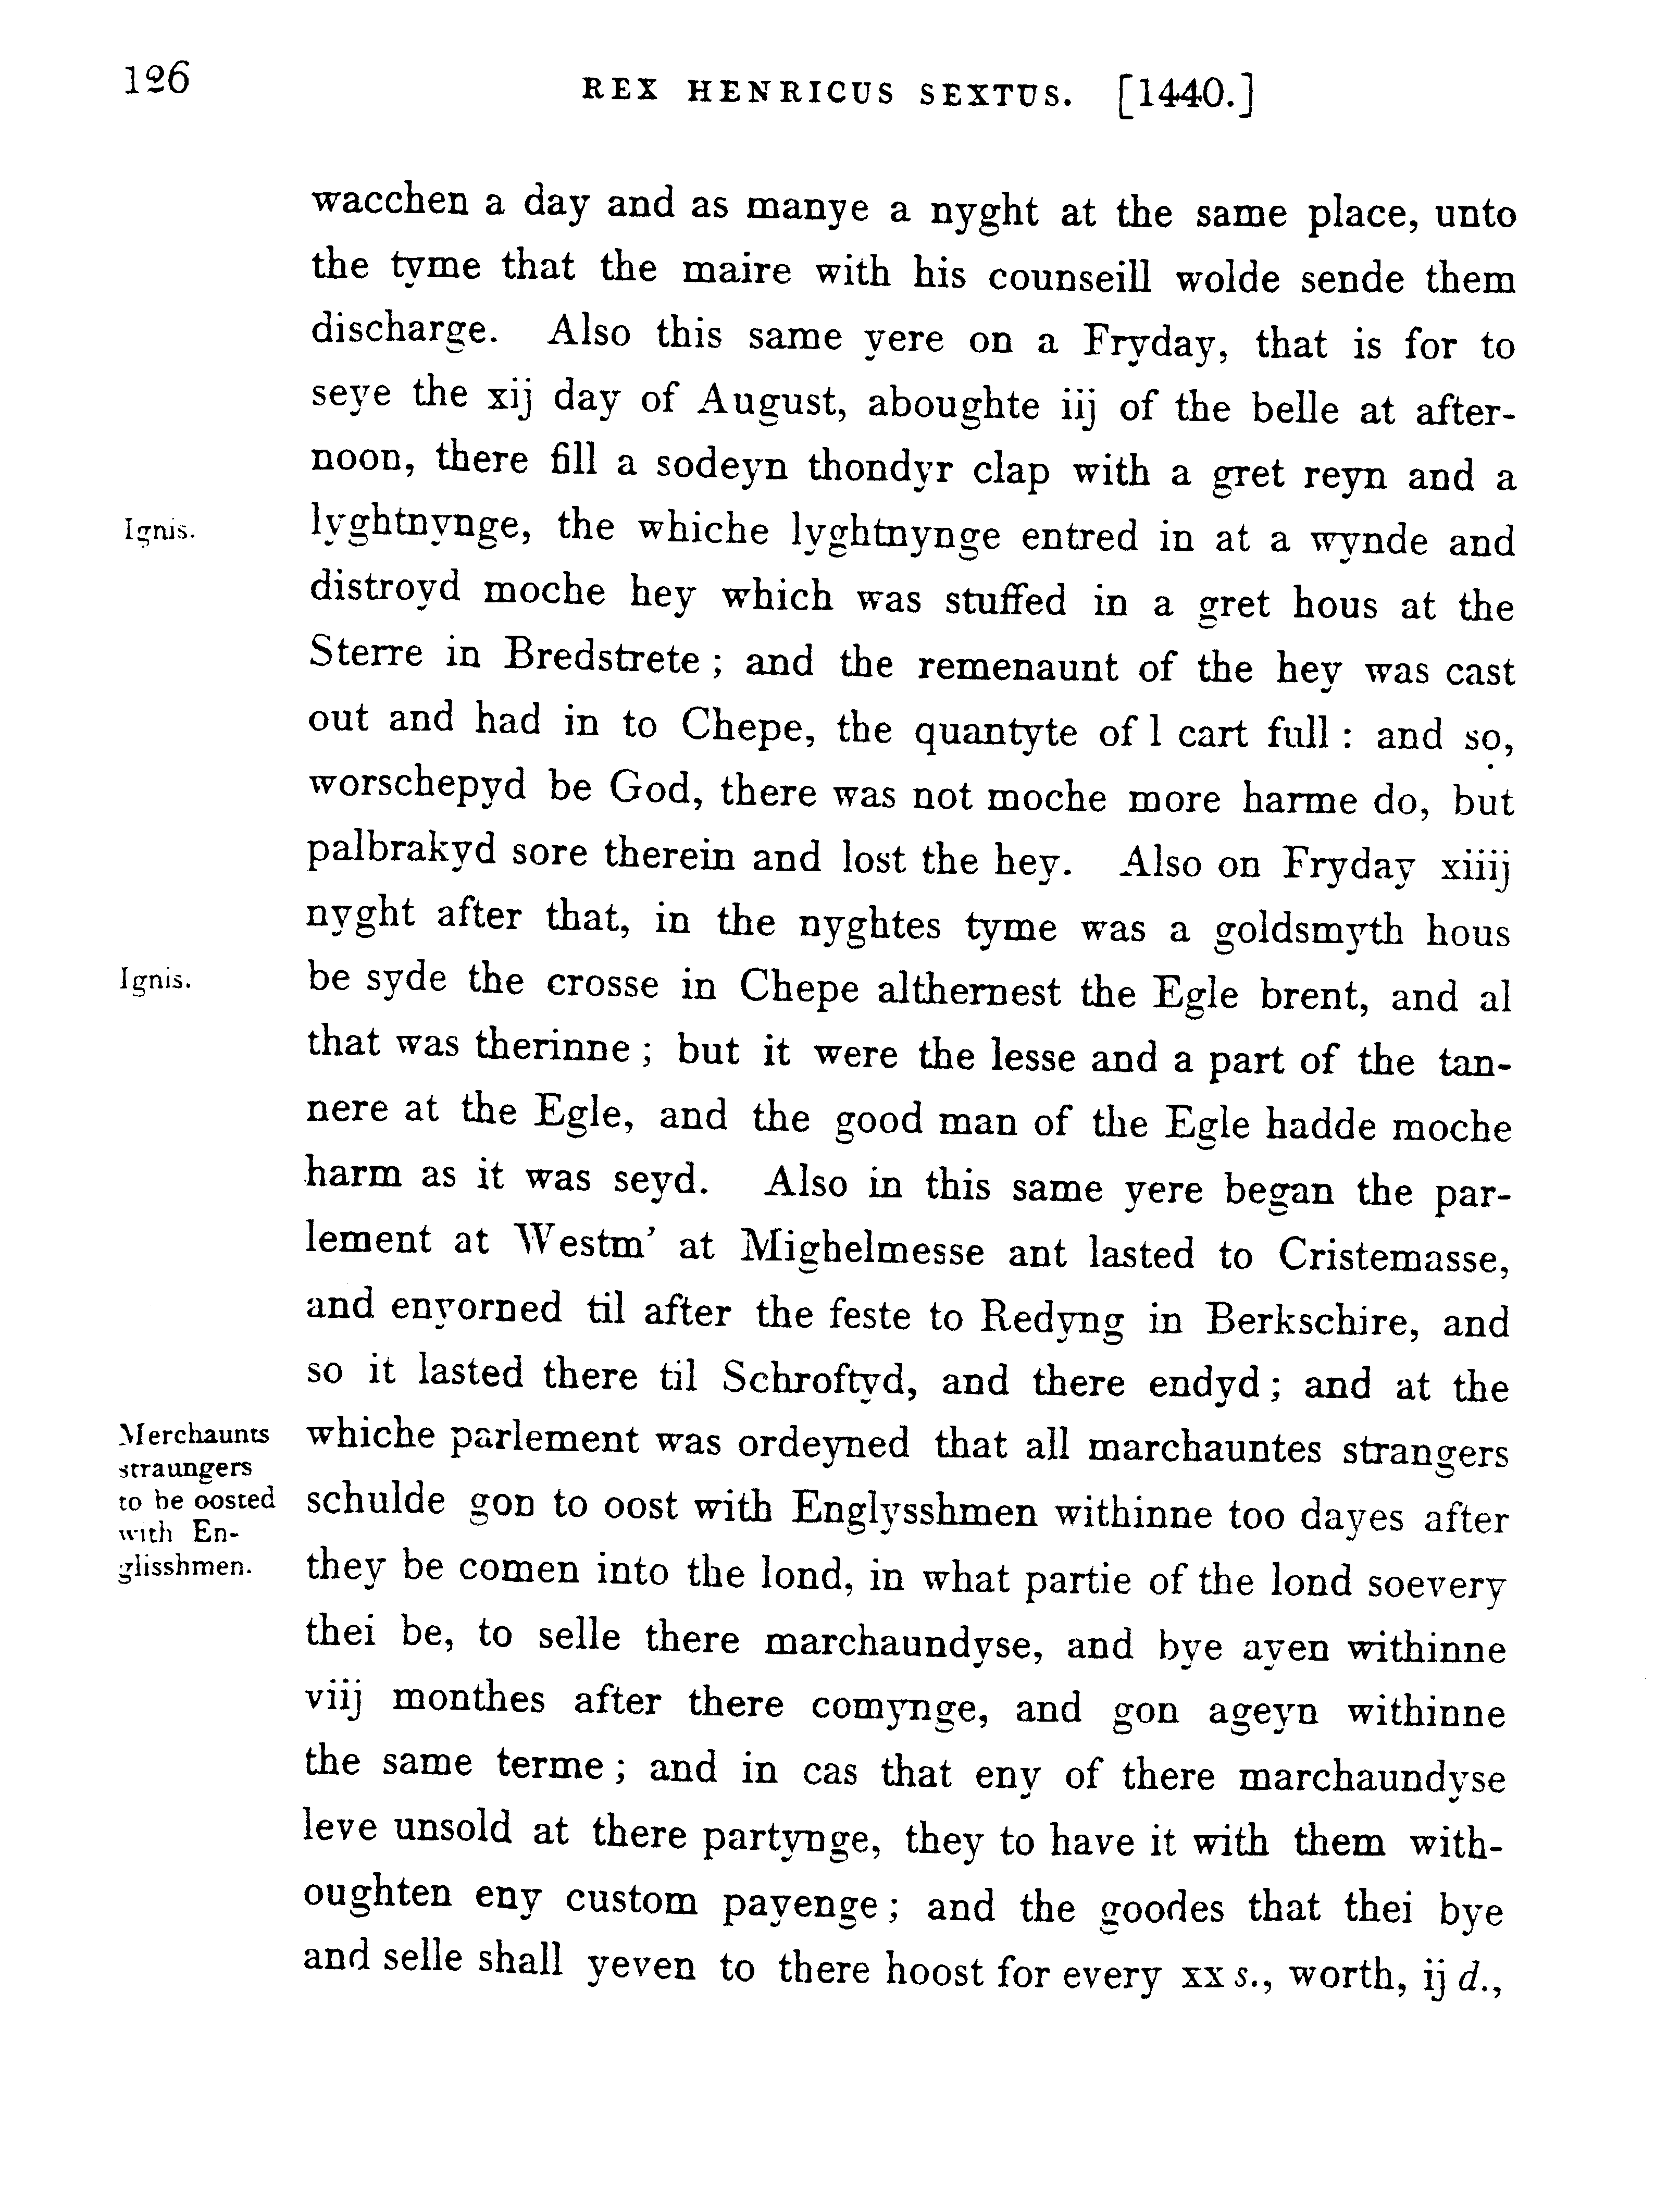 126
REX HENRICUS SEXTUS. [1440.]
wacchen a day and as manye a nyght at the same place, unto
the tyme that the maire with his counseill wolde sende them
discharge. Also this same yere on a Fryday, that is for to
seye the xij day of August, aboughte iij of the belle at after-
noon, there fill a sodeyn thondyr clap with a gret reyn and a
Ignis.
lyghtnynge, the whiche lyghtnynge entred in at a wynde and
distroyd moche hey which was stuffed in a gret hous at the
Sterre in Bredstrete; and the remenaunt of the hey was cast
out and had in to Chepe, the quantyte of l cart full: and so,
worschepyd be God, there was not moche more harme do, but
palbrakyd sore therein and lost the hey. Also on Fryday xiiij
nyght after that, in the nyghtes tyme was a goldsmyth hous
Ignis.
be syde the crosse in Chepe althernest the Egle brent, and al
that was therinne; but it were the lesse and a part of the tan-
nere at the Egle, and the good man of the Egle hadde moche
harm as it was seyd. Also in this same yere began the par-
lement at Westm' at Mighelmesse ant lasted to Cristemasse,
and enyorned til after the feste to Redyng in Berkschire, and
so it lasted there til Schroftyd, and there endyd; and at the
Merchaunts
straungers
to be oosted
with En-
glisshmen.
whiche parlement was ordeyned that all marchauntes strangers
schulde gon to oost with Englysshmen withinne too dayes after
they be comen into the lond, in what partie of the lond soevery
thei be, to selle there marchaundyse, and bye ayen withinne
viij monthes after there comynge, and gon ageyn withinne
the same terme; and in cas that eny of there marchaundyse
leve unsold at there partynge, they to have it with them with-
oughten eny custom payenge; and the goodes that thei bye
and selle shall yeven to there hoost for every xx s., worth, ij d.,